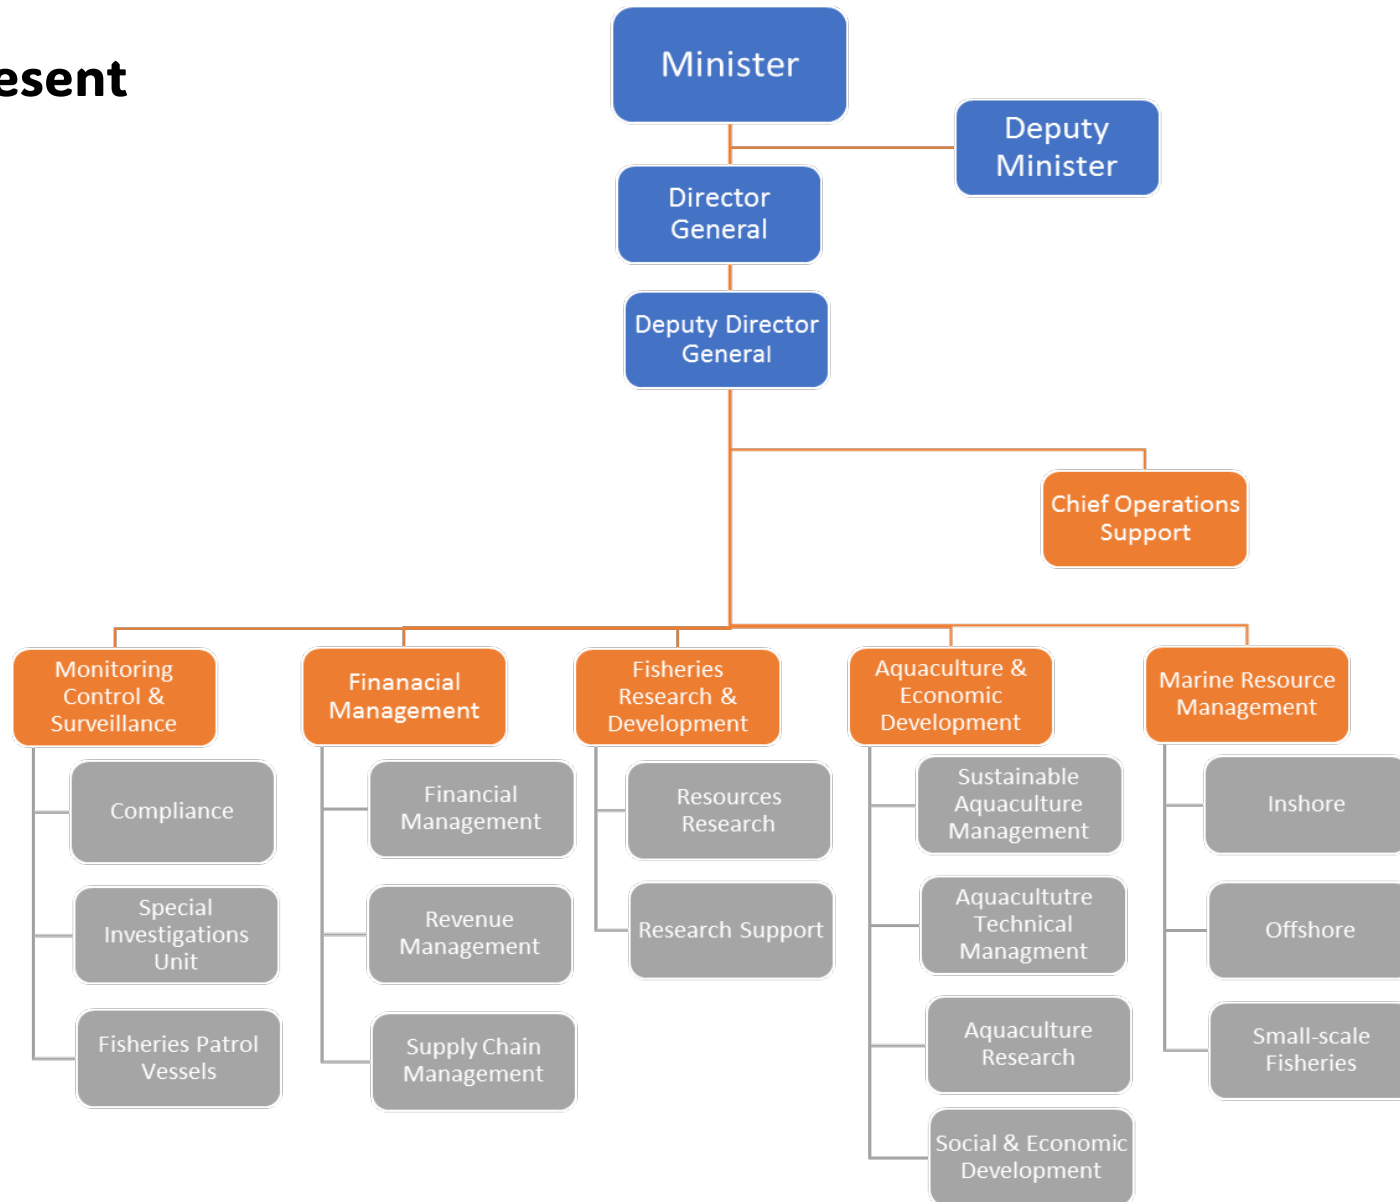 esent
Minister
Deputy
Minister
Director
General
Deputy Director
General
Chief Operations
Support
Monitoring
Control &
Surveillance
Finanacial
Management
Fisheries
Research &
Development
Aquaculture &
Economic
Development
Marine Resource
Management
Compliance
Special
Investigations
Unit
Fisheries Patrol
Vessels
Financial
Management
Revenue
Management
Supply Chain
Management
Resources
Research
Research Support
Sustainable
Aquaculture
Management
Aquacultutre
Technical
Managment
Aquaculture
Research
Social & Economic
Development
Inshore
Offshore
Small-scale
Fisheries